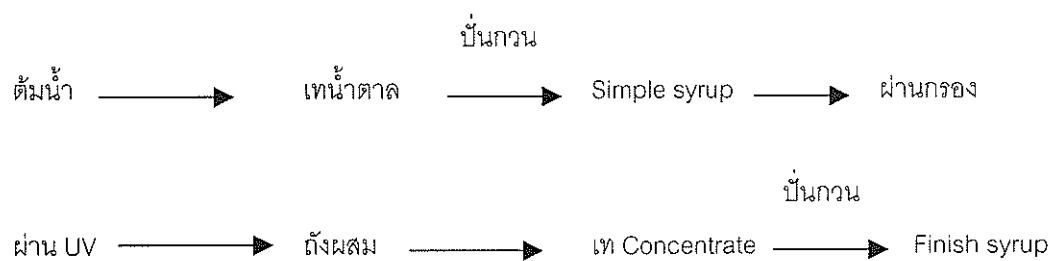 ปั่นกวน
ต้มน้ำ เทน้ำตาล Simple syrup ผ่านกรอง
ปั่นกวน
ผ่าน UV ถังผสม เท Concentrate Finish syrup